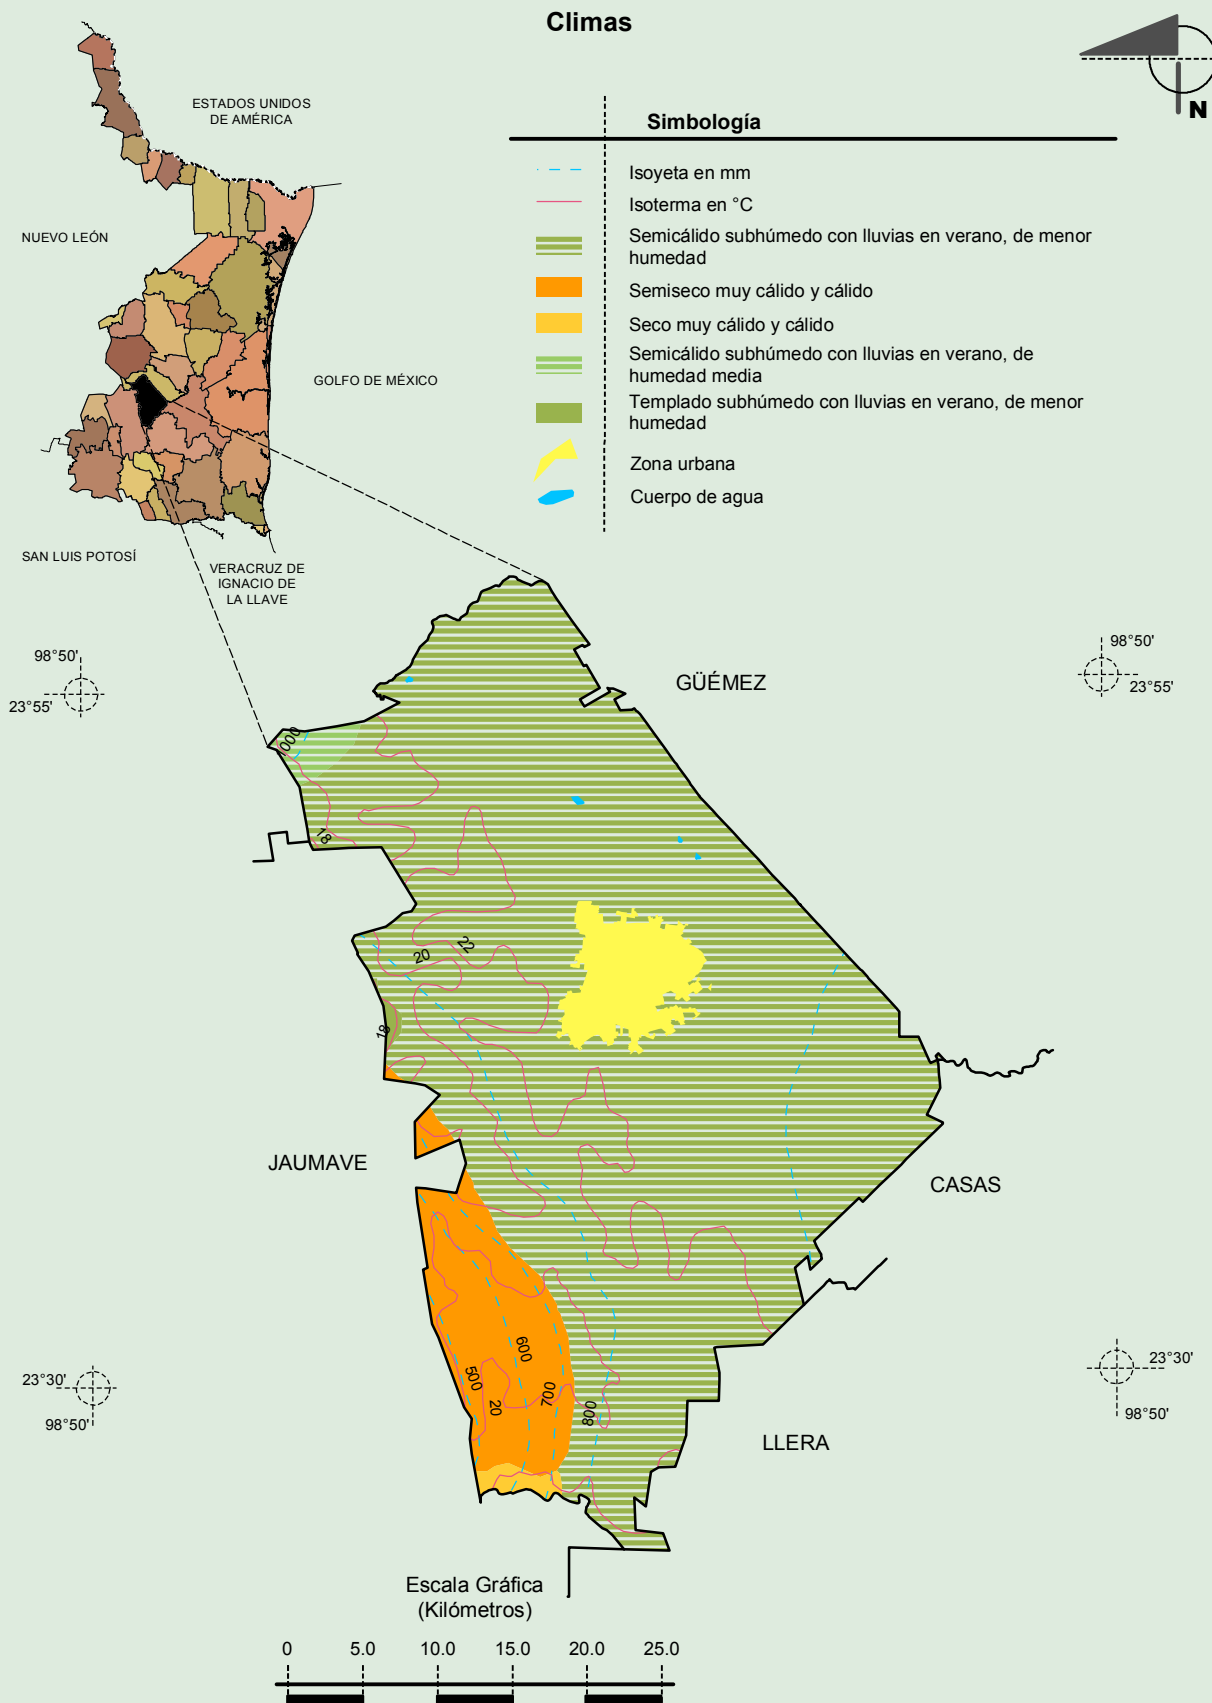 Climas
N
ESTADOS UNIDOS
DE AMÉRICA
NUEVO LEÓN
GOLFO DE MÉXICO
SAN LUIS POTOSÍ
VERACRUZ DE
IGNACIO DE
LA LLAVE
Simbología
Isoyeta en mm
Isoterma en °C
Semicálido subhúmedo con lluvias en verano, de menor
humedad
Semiseco muy cálido y cálido
Seco muy cálido y cálido
Semicálido subhúmedo con lluvias en verano, de
humedad media
Templado subhúmedo con lluvias en verano, de menor
humedad
Zona urbana
Cuerpo de agua
98°50'
23°55'
98°50'
23°55'
GÜÉMEZ
18
20
22
18
JAUMAVE
CASAS
600
500
20
700
800
23°30'
98°50'
23°30'
98°50'
LLERA
Escala Gráfica
(Kilómetros)
0 5.0 10.0 15.0 20.0 25.0